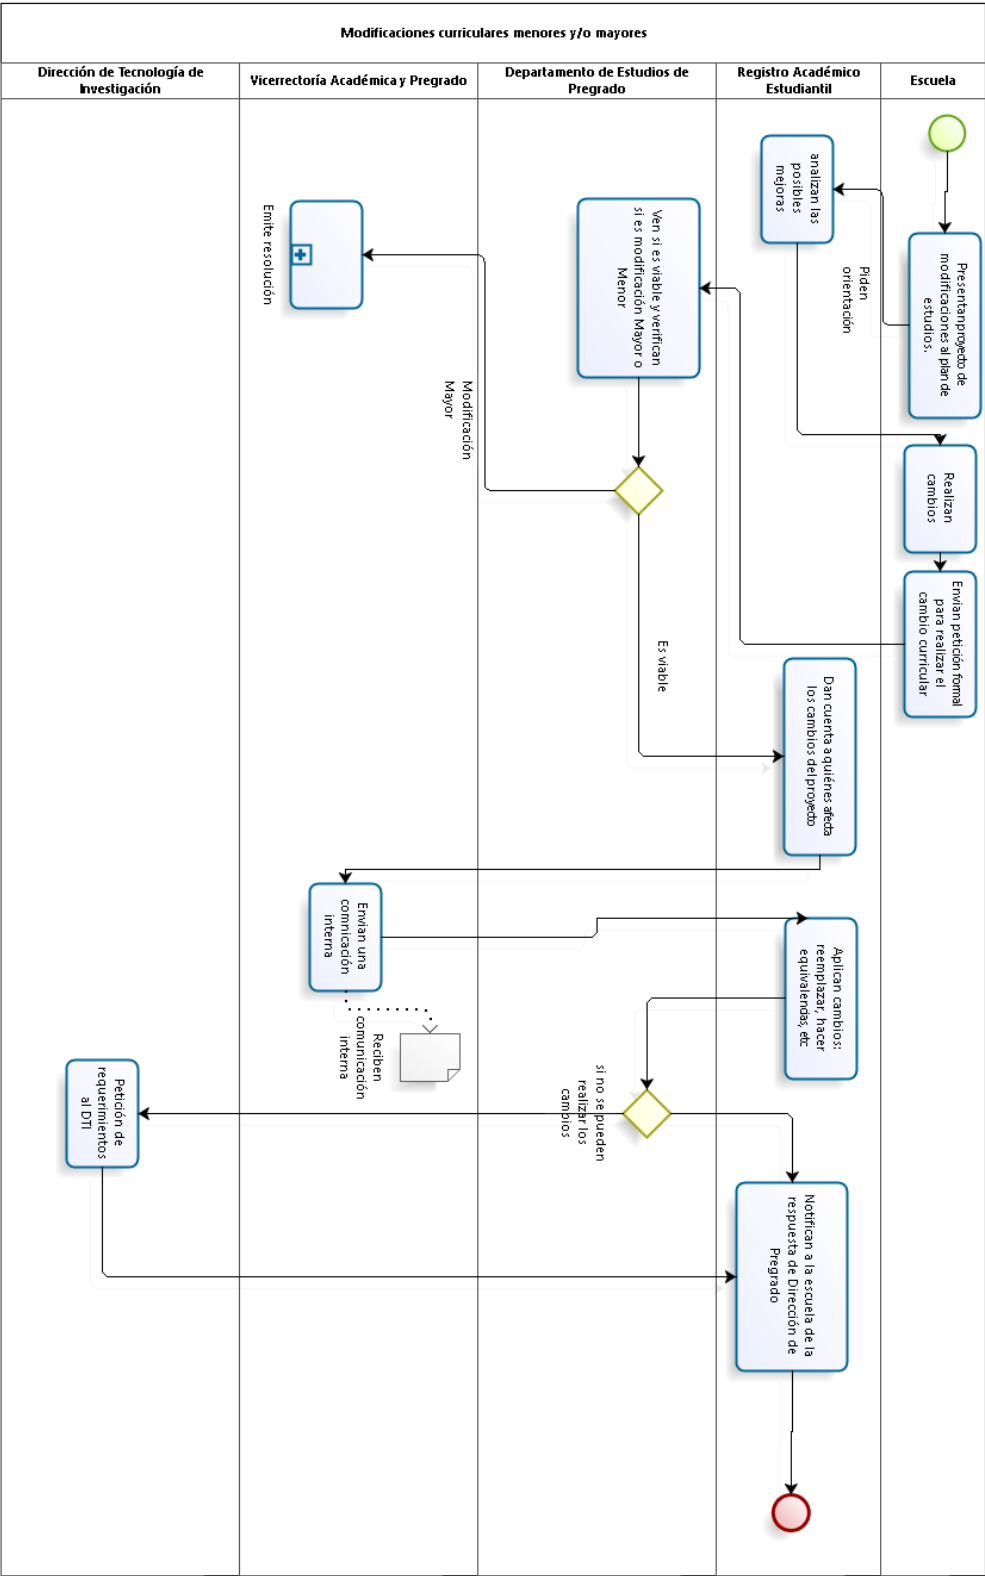 Modificaciones curriculares menores y/o mayores
Dirección de Tecnología de
Investigación
Vicerrectoría Académica y Pregrado
Departamento de Estudios de
Pregrado
Registro Académico
Estudiantil
Escuela
Presentan proyecto de
modificaciones al plan de
estudios.
Piden
orientación
analizan las
posibles
mejoras
Realizan
cambios
Envian petición formal
para realizar el
cambio curricular
Ven si es viable y verifican
si es modificación Mayor o
Menor
Modificación
Mayor
Emite resolución
Es viable
Dan cuenta a quiénes afecta
los cambios del proyecto
Envian una
comnicación
interna
Reciben
comunicación
interna
Aplican cambios:
reemplazar, hacer
equivalencias, etc
si no se pueden
realizar los
cambios
Petición de
requerimientos
al DTI
Notifican a la escuela de la
respuesta de Dirección de
Pregrado